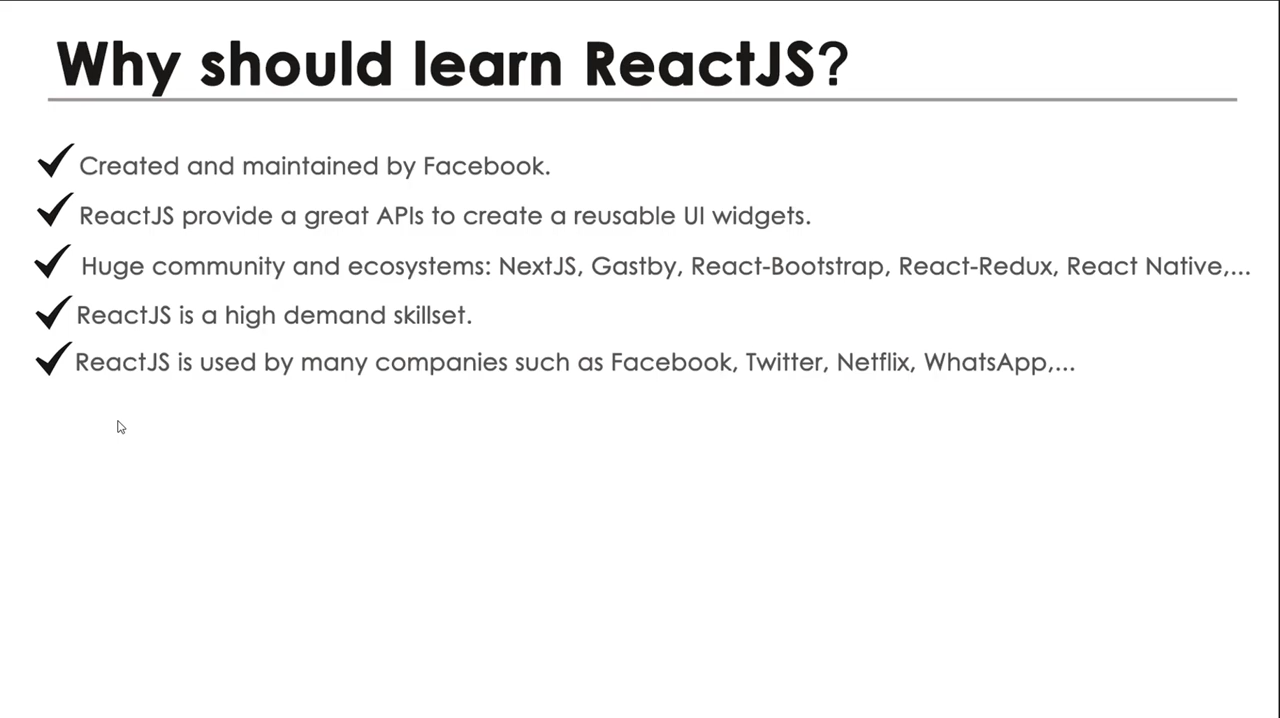 Why should learn ReactJS?
Created and maintained by Facebook.
ReactJS provide a great APIs to create a reusable UI widgets.
Huge community and ecosystems: NextJS, Gastby, React-Bootstrap, React-Redux, React Native,...
ReactJS is a high demand skillset.
ReactJS is used by many companies such as Facebook, Twitter, Netflix, WhatsApp,...